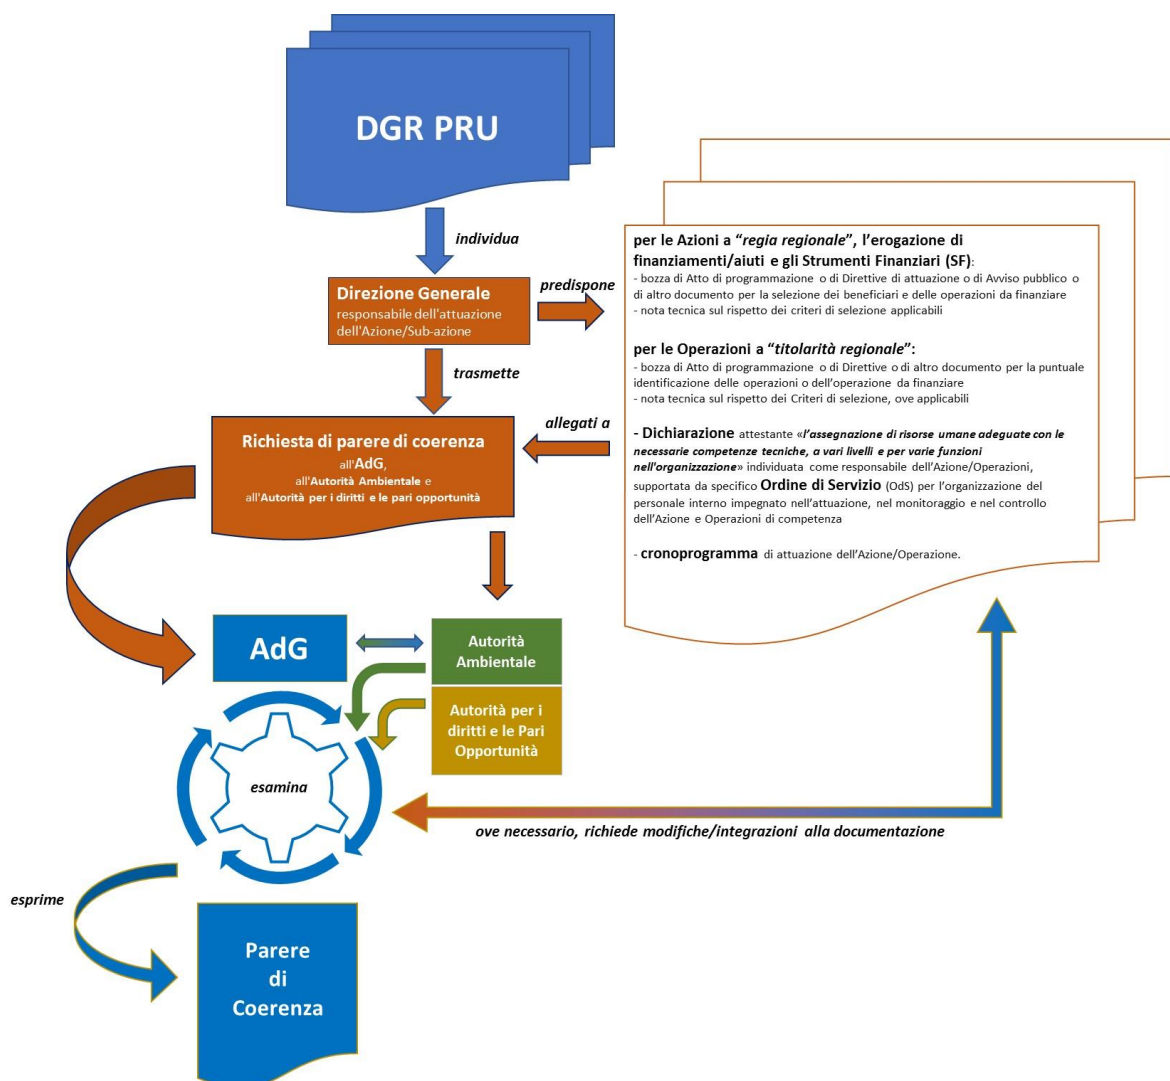 DGR PRU
individua
Direzione Generale
responsabile dell'attuazione
dell'Azione/Sub-azione
predispone
trasmette
per le Azioni a "regia regionale", l'erogazione di
finanziamenti/aiuti e gli Strumenti Finanziari (SF):
- bozza di Atto di programmazione o di Direttive di attuazione o di Avviso pubblico o
di altro documento per la selezione dei beneficiari e delle operazioni da finanziare
- nota tecnica sul rispetto dei criteri di selezione applicabili
per le Operazioni a "titolarità regionale":
- bozza di Atto di programmazione o di Direttive o di altro documento per la puntuale
identificazione delle operazioni o dell'operazione da finanziare
- nota tecnica sul rispetto dei Criteri di selezione, ove applicabili
- Dichiarazione attestante «l'assegnazione di risorse umane adeguate con le
necessarie competenze tecniche, a vari livelli e per varie funzioni
nell'organizzazione» individuata come responsabile dell'Azione/Operazioni,
supportata da specifico Ordine di Servizio (OdS) per l'organizzazione del
personale interno impegnato nell'attuazione, nel monitoraggio e nel controllo
dell'Azione e Operazioni di competenza
- cronoprogramma di attuazione dell'Azione/Operazione.
allegati a
Richiesta di parere di coerenza
all'AdG,
all'Autorità Ambientale e
all'Autorità per i diritti e le pari opportunità
AdG
Autorità
Ambientale
Autorità per i
diritti e le Pari
Opportunità
esamina
ove necessario, richiede modifiche/integrazioni alla documentazione
esprime
Parere
di
Coerenza